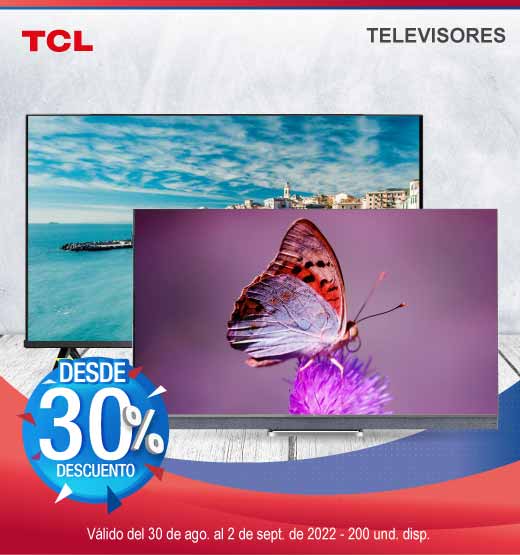 TCL
TELEVISORES
DESDE
30%
DESCUENTO
Válido del 30 de ago. al 2 de sept. de 2022 - 200 und. disp.